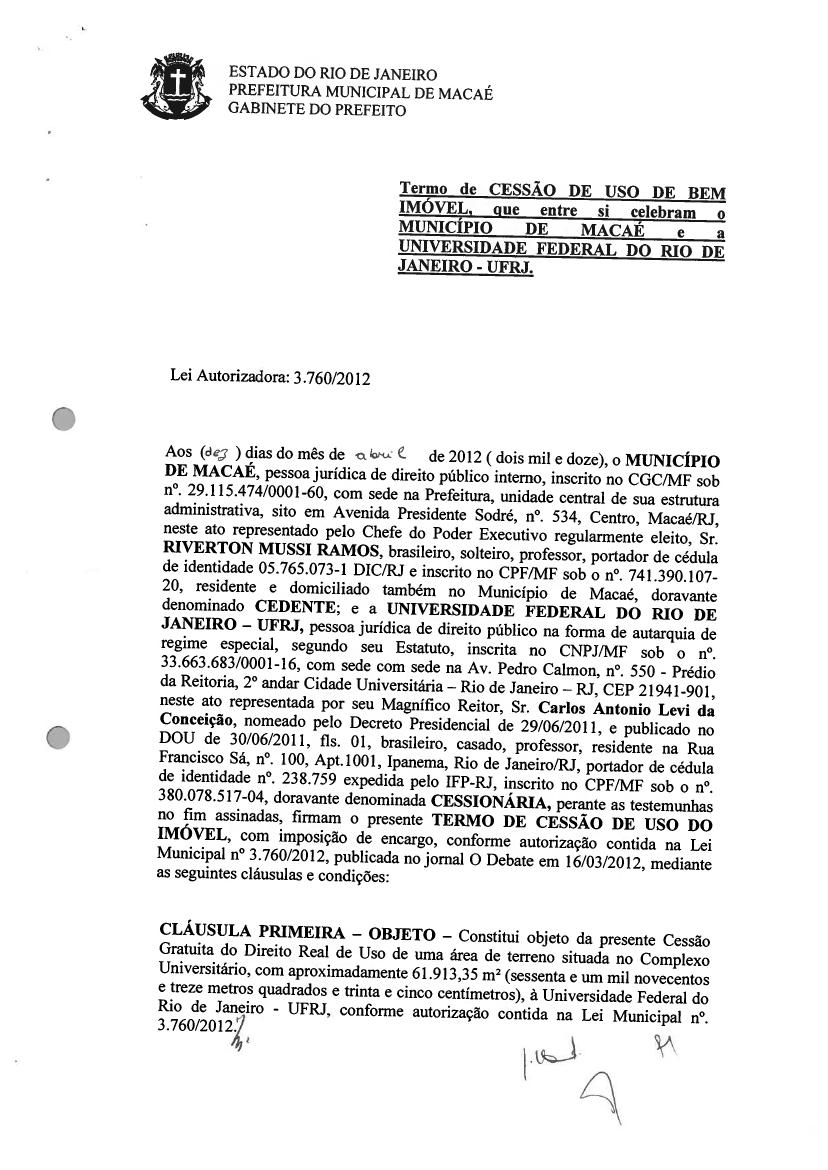 ESTADO DO RIO DE JANEIRO
PREFEITURA MUNICIPAL DE MACAÉ
GABINETE DO PREFEITO
Termo de CESSÃO DE USO DE BEM
IMÓVEL, que entre si celebram o
MUNICÍPIO DE MACAÉ e a
UNIVERSIDADE FEDERAL DO RIO DE
JANEIRO - UFRJ.
Lei Autorizadora: 3.760/2012
Aos (dez ) dias do mês de abril de 2012 ( dois mil e doze), o MUNICÍPIO
DE MACAÉ, pessoa jurídica de direito público interno, inscrito no CGC/MF sob
nº. 29.115.474/0001-60, com sede na Prefeitura, unidade central de sua estrutura
administrativa, sito em Avenida Presidente Sodré, nº. 534, Centro, Macaé/RJ,
neste ato representado pelo Chefe do Poder Executivo regularmente eleito, Sr.
RIVERTON MUSSI RAMOS, brasileiro, solteiro, professor, portador de cédula
de identidade 05.765.073-1 DIC/RJ e inscrito no CPF/MF sob o nº. 741.390.107-
20, residente e domiciliado também no Município de Macaé, doravante
denominado CEDENTE; e a UNIVERSIDADE FEDERAL DO RIO DE
JANEIRO – UFRJ, pessoa jurídica de direito público na forma de autarquia de
regime especial, segundo seu Estatuto, inscrita no CNPJ/MF sob o nº.
33.663.683/0001-16, com sede com sede na Av. Pedro Calmon, nº. 550 - Prédio
da Reitoria, 2º andar Cidade Universitária – Rio de Janeiro – RJ, CEP 21941-901,
neste ato representada por seu Magnífico Reitor, Sr. Carlos Antonio Levi da
Conceição, nomeado pelo Decreto Presidencial de 29/06/2011, e publicado no
DOU de 30/06/2011, fls. 01, brasileiro, casado, professor, residente na Rua
Francisco Sá, nº. 100, Apt.1001, Ipanema, Rio de Janeiro/RJ, portador de cédula
de identidade nº. 238.759 expedida pelo IFP-RJ, inscrito no CPF/MF sob o nº.
380.078.517-04, doravante denominada CESSIONÁRIA, perante as testemunhas
no fim assinadas, firmam o presente TERMO DE CESSÃO DE USO DO
IMÓVEL, com imposição de encargo, conforme autorização contida na Lei
Municipal nº 3.760/2012, publicada no jornal O Debate em 16/03/2012, mediante
as seguintes cláusulas e condições:
CLÁUSULA PRIMEIRA – OBJETO – Constitui objeto da presente Cessão
Gratuita do Direito Real de Uso de uma área de terreno situada no Complexo
Universitário, com aproximadamente 61.913,35 m² (sessenta e um mil novecentos
e treze metros quadrados e trinta e cinco centímetros), à Universidade Federal do
Rio de Janeiro - UFRJ, conforme autorização contida na Lei Municipal nº.
3.760/2012.